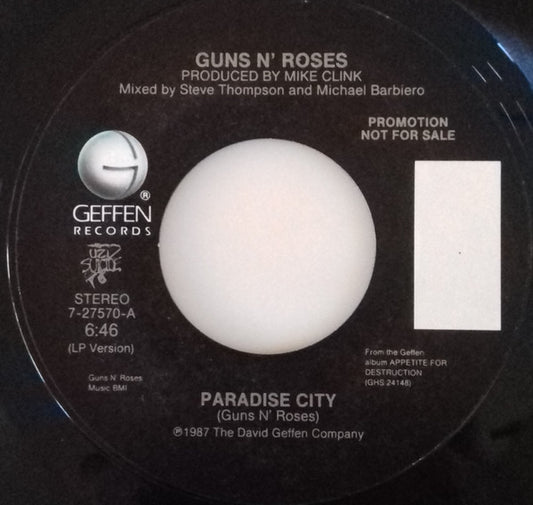 GUNS N' ROSES
PRODUCED BY MIKE CLINK
Mixed by Steve Thompson and Michael Barbiero
PROMOTION
NOT FOR SALE
G
®
GEFFEN
RECORDS
UZI
SUICIDE
STEREO
7-27570-A
6:46
(LP Version)
Guns N' Roses
Music BMI
From the Geffen
album APPETITE FOR
DESTRUCTION
(GHS 24148)
PARADISE CITY
(Guns N' Roses)
℗1987 The David Geffen Company